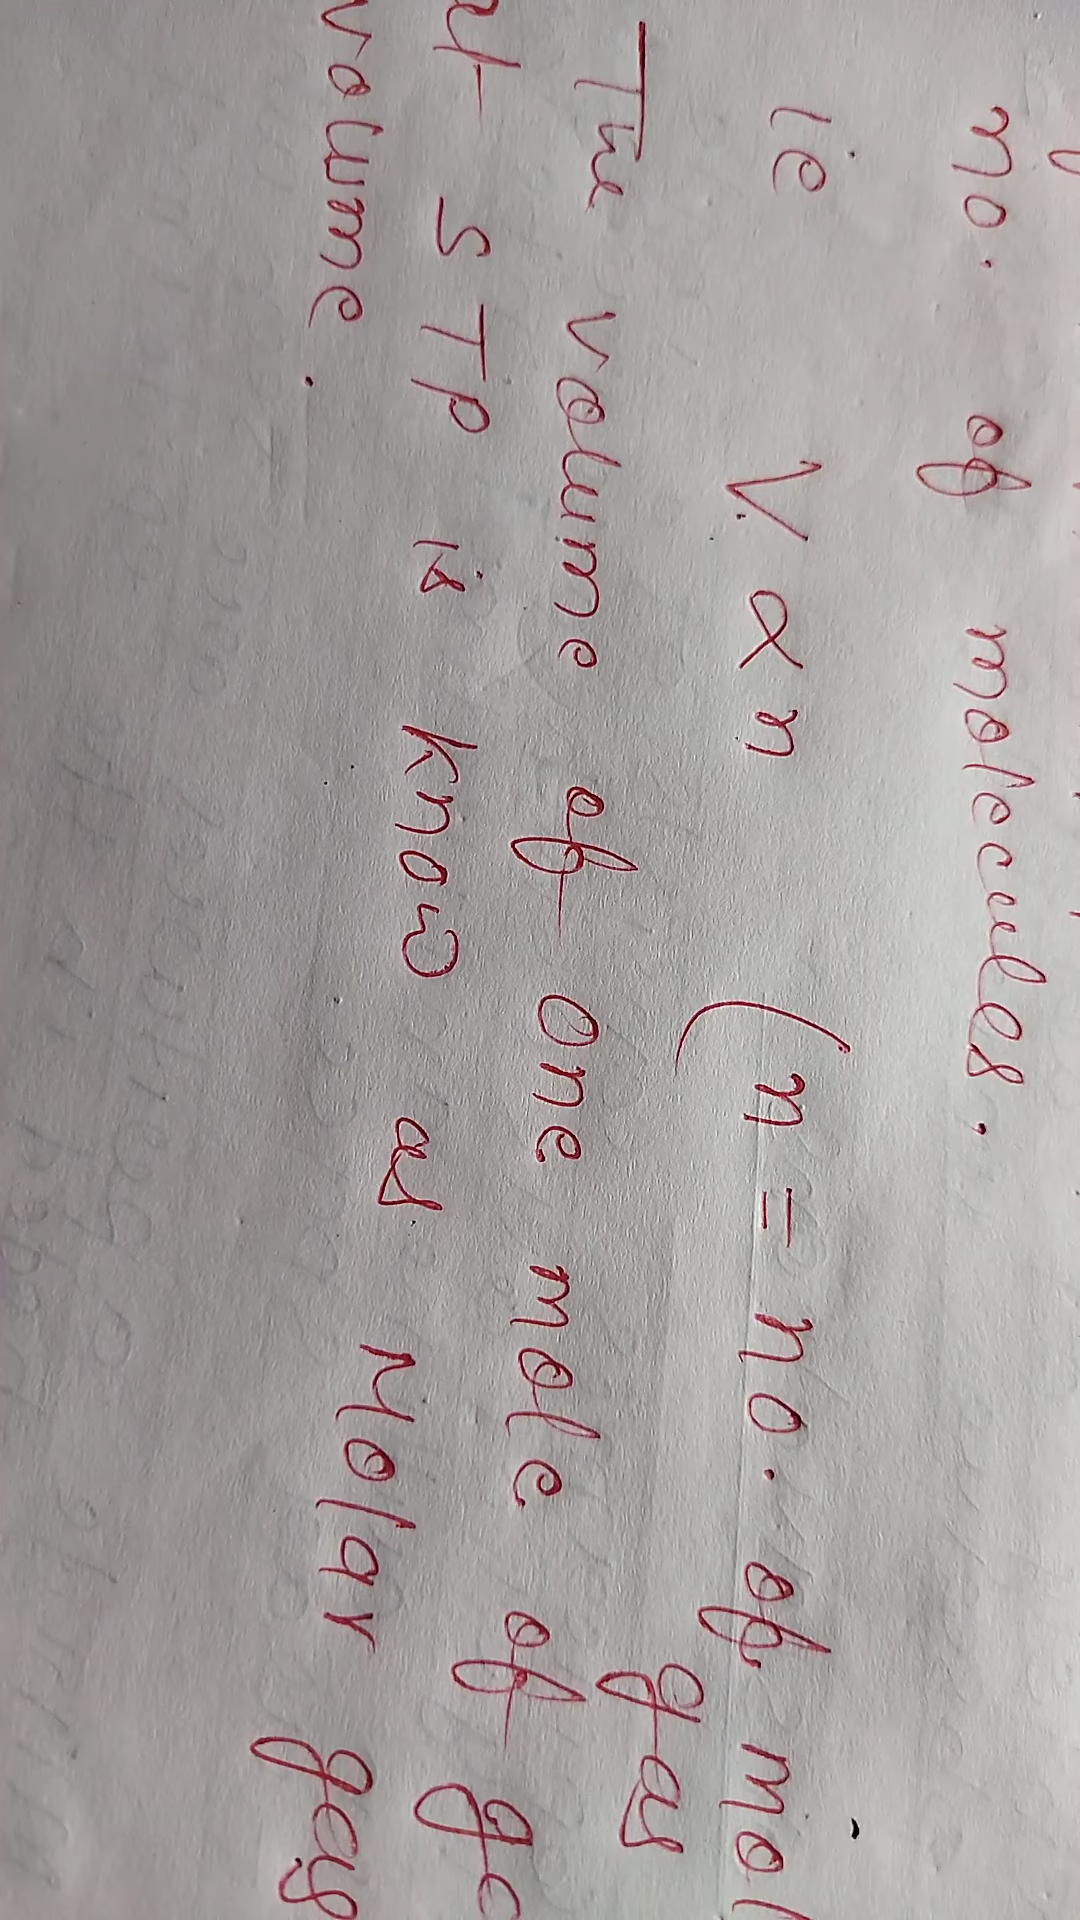 no. of molecules.
ie V. ∝ n (n = no. of mol
gas
The volume of one mole of
at STP is know as Molar gas
volume.